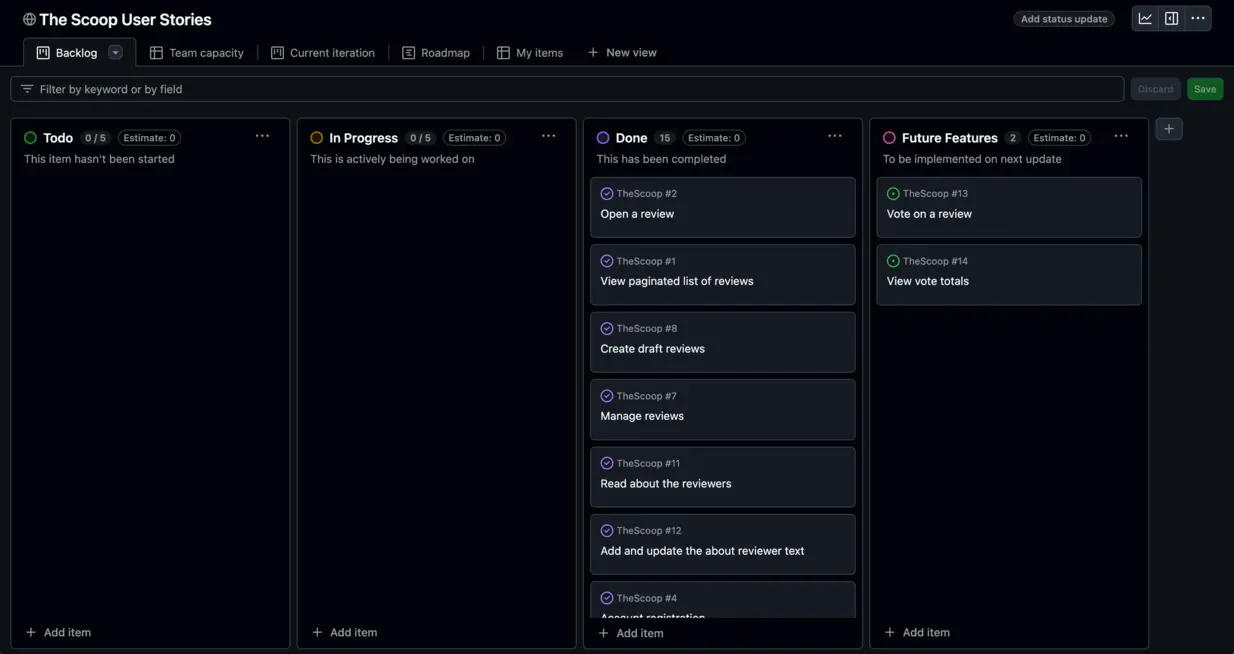 The Scoop User Stories
Add status update
Backlog
Team capacity
Current iteration
Roadmap
My items
New view
Filter by keyword or by field
Discard
Save
Todo 0 / 5 Estimate: 0
This item hasn't been started
Add item
In Progress 0 / 5 Estimate: 0
This is actively being worked on
Add item
Done 15 Estimate: 0
This has been completed
TheScoop #2
Open a review
TheScoop #1
View paginated list of reviews
TheScoop #8
Create draft reviews
TheScoop #7
Manage reviews
TheScoop #11
Read about the reviewers
TheScoop #12
Add and update the about reviewer text
TheScoop #4
Account registration
Add item
Future Features 2 Estimate: 0
To be implemented on next update
TheScoop #13
Vote on a review
TheScoop #14
View vote totals
Add item